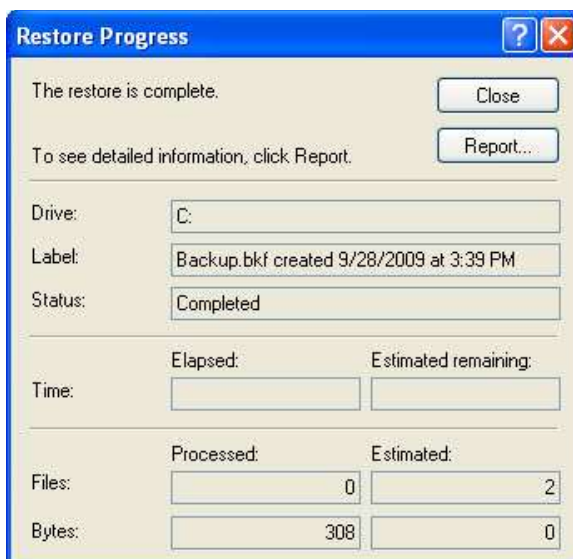 Restore Progress
The restore is complete.
Close
To see detailed information, click Report.
Report...
Drive: C:
Label: Backup.bkf created 9/28/2009 at 3:39 PM
Status: Completed
Elapsed: Estimated remaining:
Time:
Processed: Estimated:
Files: 0 2
Bytes: 308 0